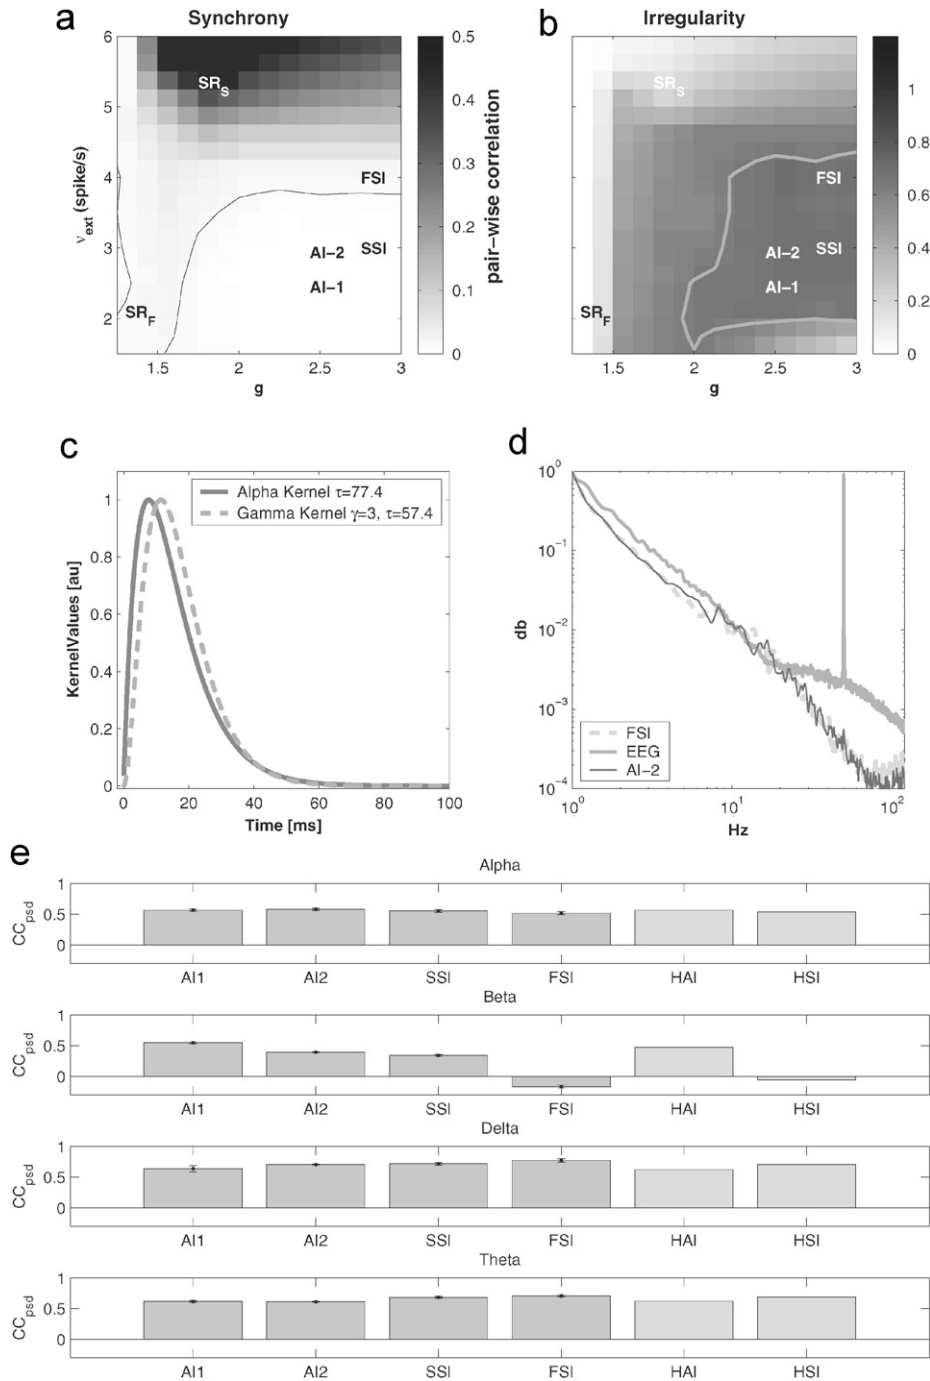 a Synchrony
6
5
4
3
2
ν_ext (spike/s)
SR_S
FSI
AI-2 SSI
AI-1
SR_F
1.5 2 2.5 3
g
0.5
0.4
0.3
0.2
0.1
0
pair-wise correlation
b Irregularity
SR_S
FSI
AI-2 SSI
AI-1
SR_F
1.5 2 2.5 3
g
1
0.8
0.6
0.4
0.2
0
c
KernelValues [au]
1
0.8
0.6
0.4
0.2
0
Alpha Kernel τ=77.4
Gamma Kernel γ=3, τ=57.4
0 20 40 60 80 100
Time [ms]
d
db
10^0
10^-1
10^-2
10^-3
10^-4
FSI
EEG
AI-2
10^0 10^1 10^2
Hz
e
Alpha
CC_psd
1
0.5
0
AI1 AI2 SSI FSI HAI HSI
Beta
CC_psd
1
0.5
0
AI1 AI2 SSI FSI HAI HSI
Delta
CC_psd
1
0.5
0
AI1 AI2 SSI FSI HAI HSI
Theta
CC_psd
1
0.5
0
AI1 AI2 SSI FSI HAI HSI